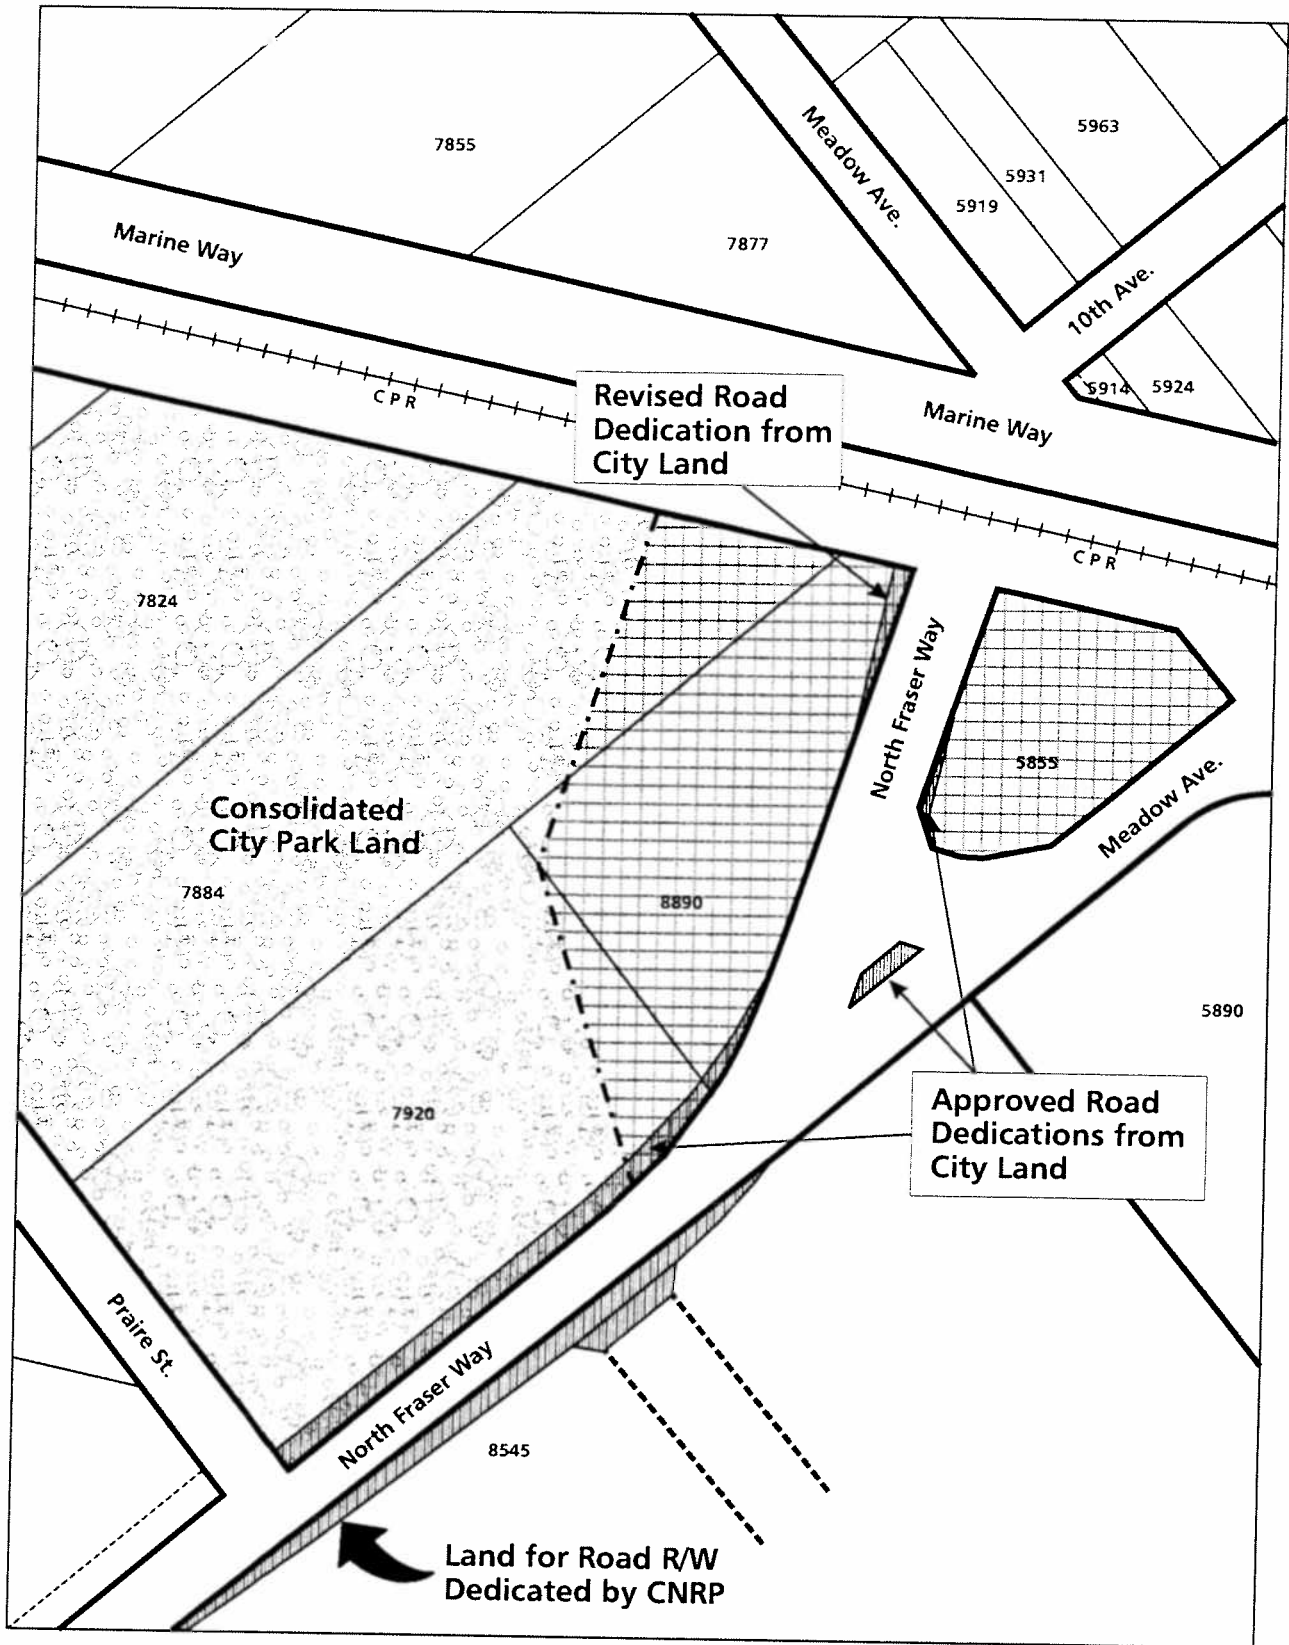 7855
Meadow Ave.
5963
5931
5919
7877
Marine Way
10th Ave.
CPR
Revised Road
Dedication from
City Land
5914
5924
Marine Way
CPR
7824
North Fraser Way
5855
Consolidated
City Park Land
Meadow Ave.
7884
8890
5890
7920
Approved Road
Dedications from
City Land
Praire St.
North Fraser Way
8545
Land for Road R/W
Dedicated by CNRP